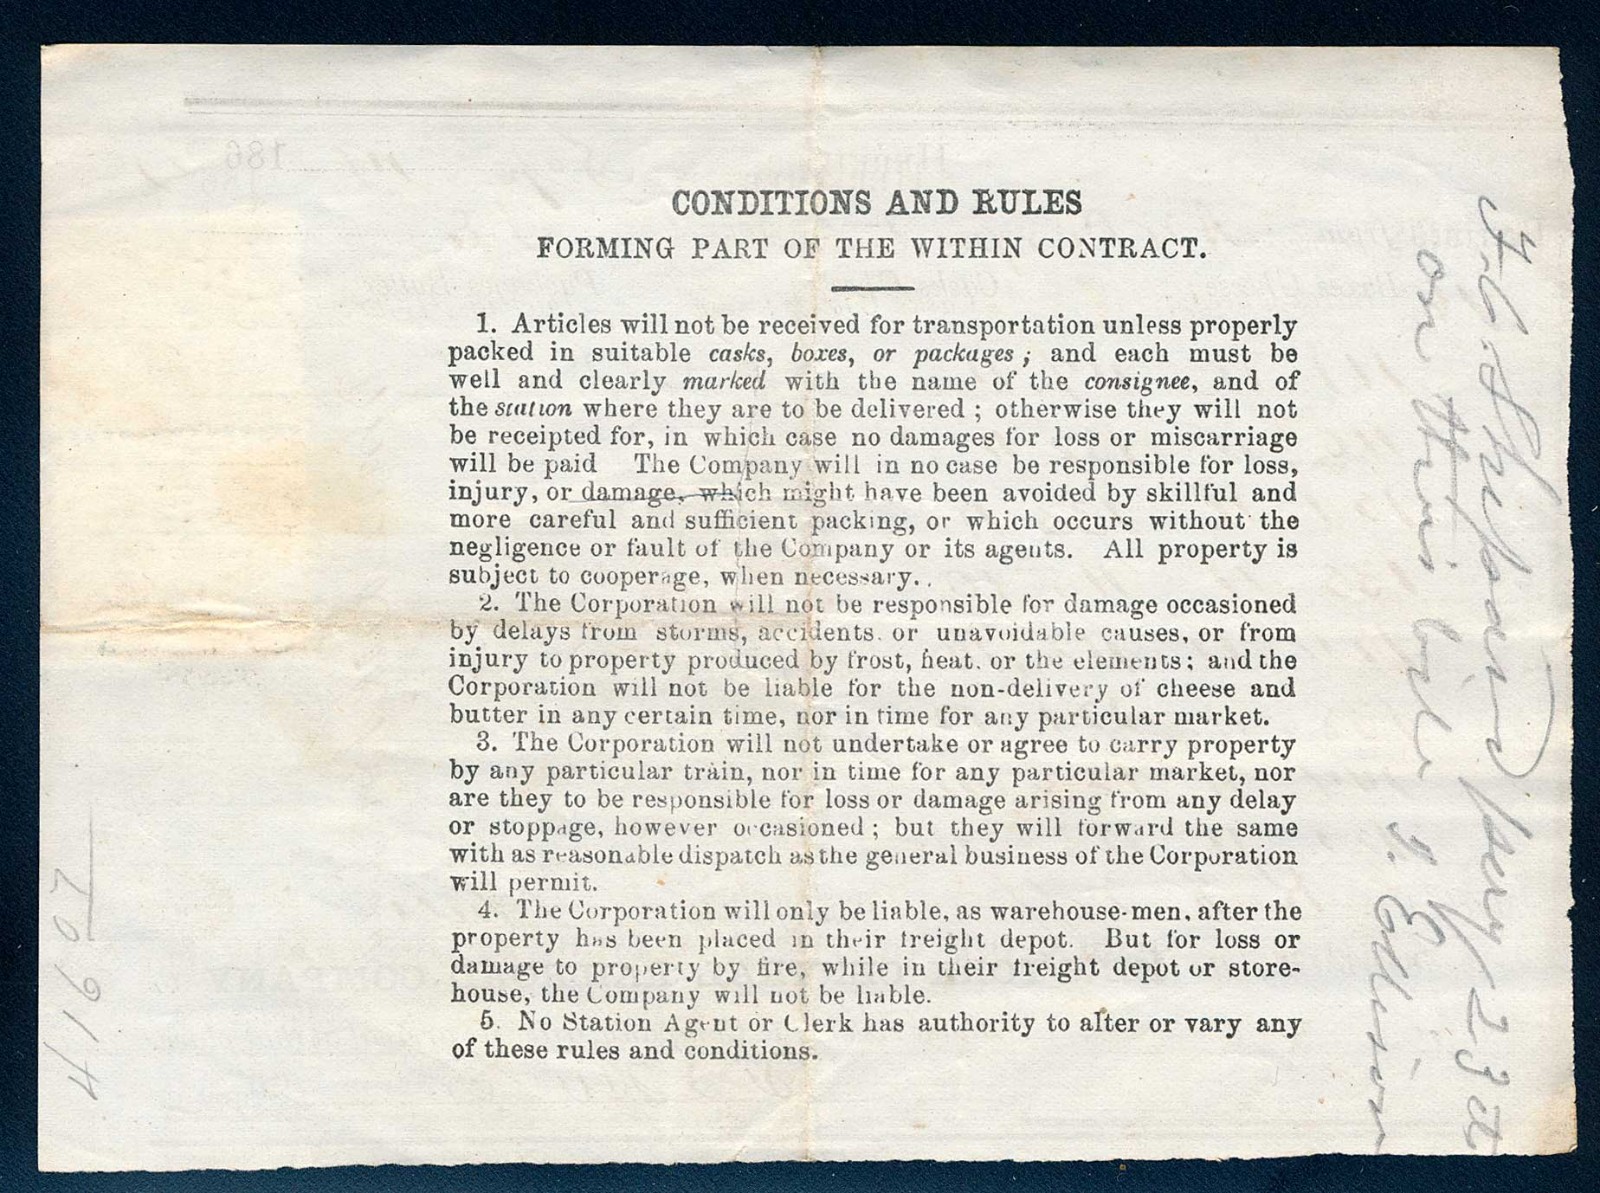 CONDITIONS AND RULES
FORMING PART OF THE WITHIN CONTRACT.
1. Articles will not be received for transportation unless properly
packed in suitable casks, boxes, or packages ; and each must be
well and clearly marked with the name of the consignee, and of
the station where they are to be delivered ; otherwise they will not
be receipted for, in which case no damages for loss or miscarriage
will be paid   The Company will in no case be responsible for loss,
injury, or damage, which might have been avoided by skillful and
more careful and sufficient packing, or which occurs without the
negligence or fault of the Company or its agents.   All property is
subject to cooperage, when necessary..
2. The Corporation will not be responsible for damage occasioned
by delays from storms, accidents. or unavoidable causes, or from
injury to property produced by frost, heat. or the elements ; and the
Corporation will not be liable for the non-delivery of cheese and
butter in any certain time, nor in time for any particular market.
3. The Corporation will not undertake or agree to carry property
by any particular train, nor in time for any particular market, nor
are they to be responsible for loss or damage arising from any delay
or stoppage, however occasioned ; but they will forward the same
with as reasonable dispatch as the general business of the Corporation
will permit.
4. The Corporation will only be liable, as warehouse-men, after the
property has been placed in their freight depot.   But for loss or
damage to property by fire, while in their freight depot or store-
house, the Company will not be liable.
5. No Station Agent or Clerk has authority to alter or vary any
of these rules and conditions.
on this bill